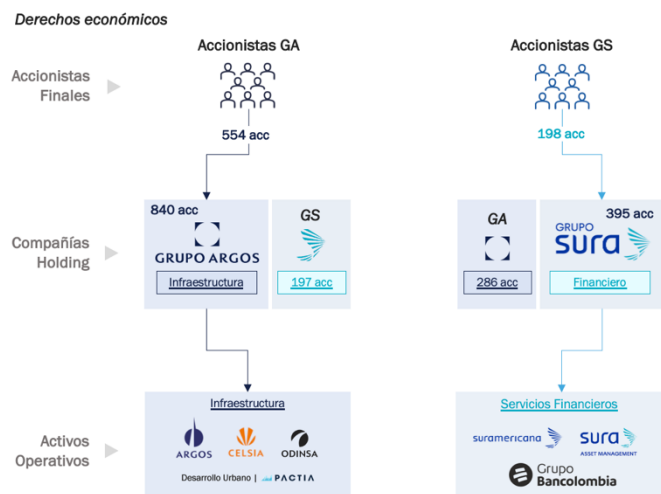 Derechos económicos
Accionistas GA
Accionistas GS
Accionistas
Finales
554 acc
198 acc
840 acc
GRUPO ARGOS
Infraestructura
GS
197 acc
GA
286 acc
395 acc
GRUPO
sura
Financiero
Compañías
Holding
Infraestructura
ARGOS
CELSIA
ODINSA
Desarrollo Urbano | PACTIA
Servicios Financieros
suramericana
sura
ASSET MANAGEMENT
Grupo
Bancolombia
Activos
Operativos